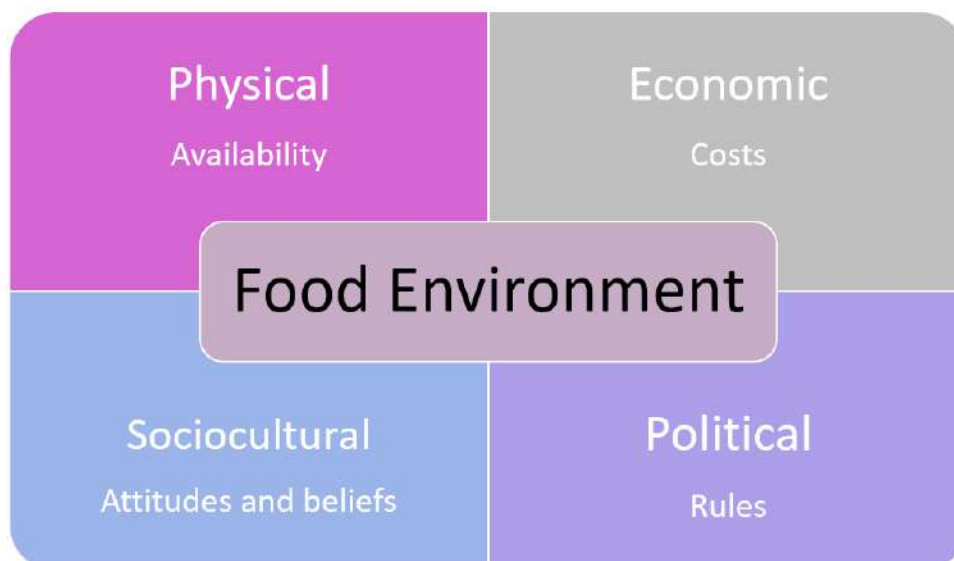 Physical
Availability
Economic
Costs
Food Environment
Sociocultural
Attitudes and beliefs
Political
Rules